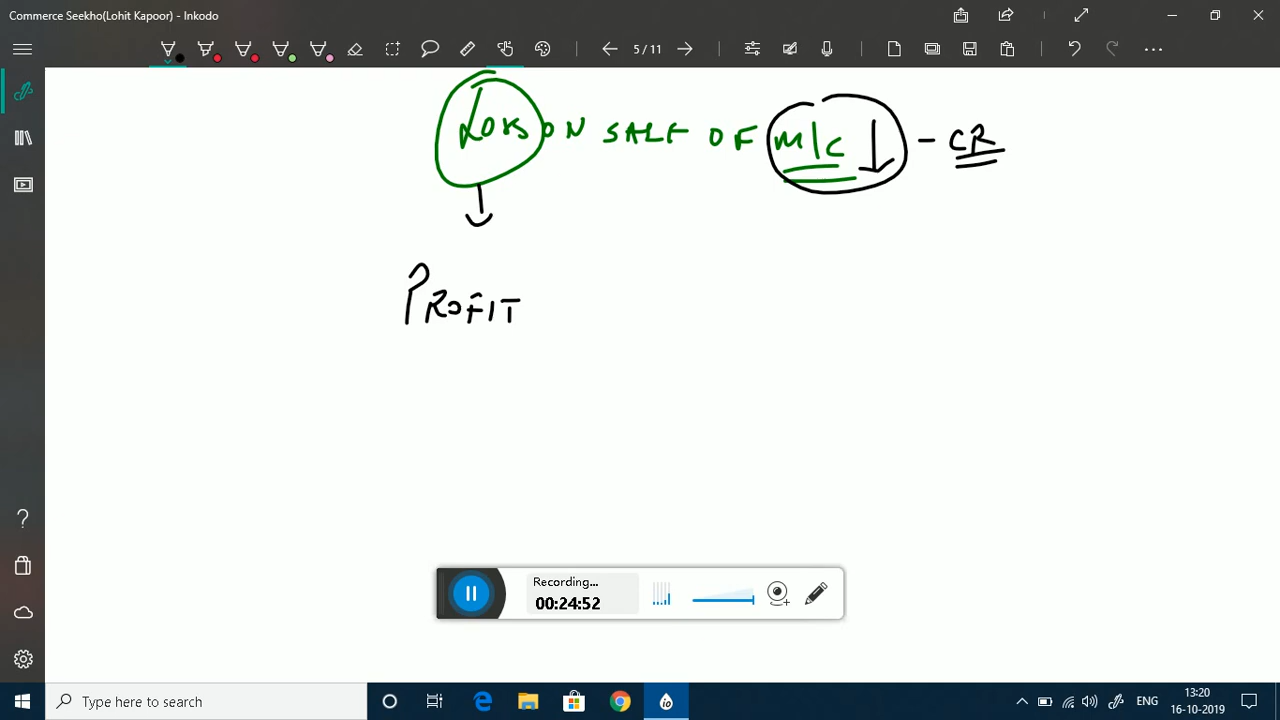 Commerce Seekho(Lohit Kapoor) - Inkodo
5/11
LOSS ON SALE OF M/C ↓ - CR
PROFIT
Recording...
00:24:52
Type here to search
ENG
13:20
16-10-2019